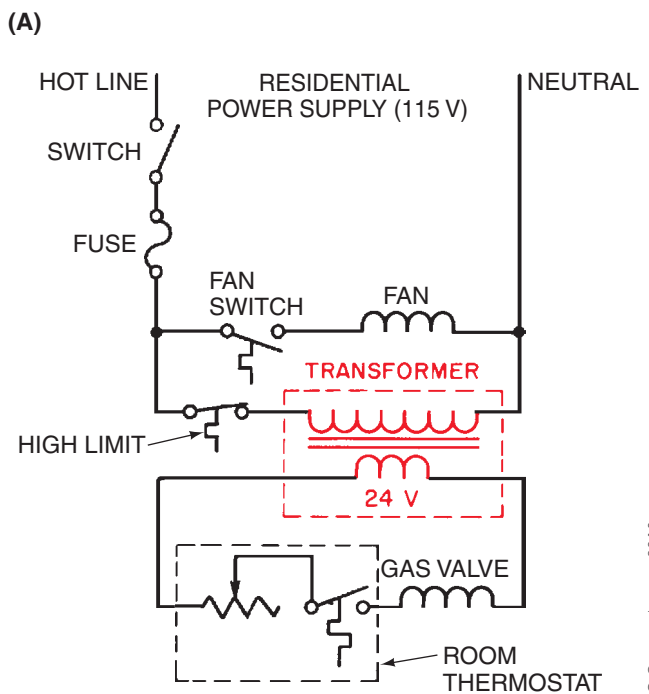 (A)
HOT LINE
RESIDENTIAL
POWER SUPPLY (115 V)
NEUTRAL
SWITCH
FUSE
FAN
SWITCH
FAN
TRANSFORMER
HIGH LIMIT
24 V
GAS VALVE
ROOM
THERMOSTAT